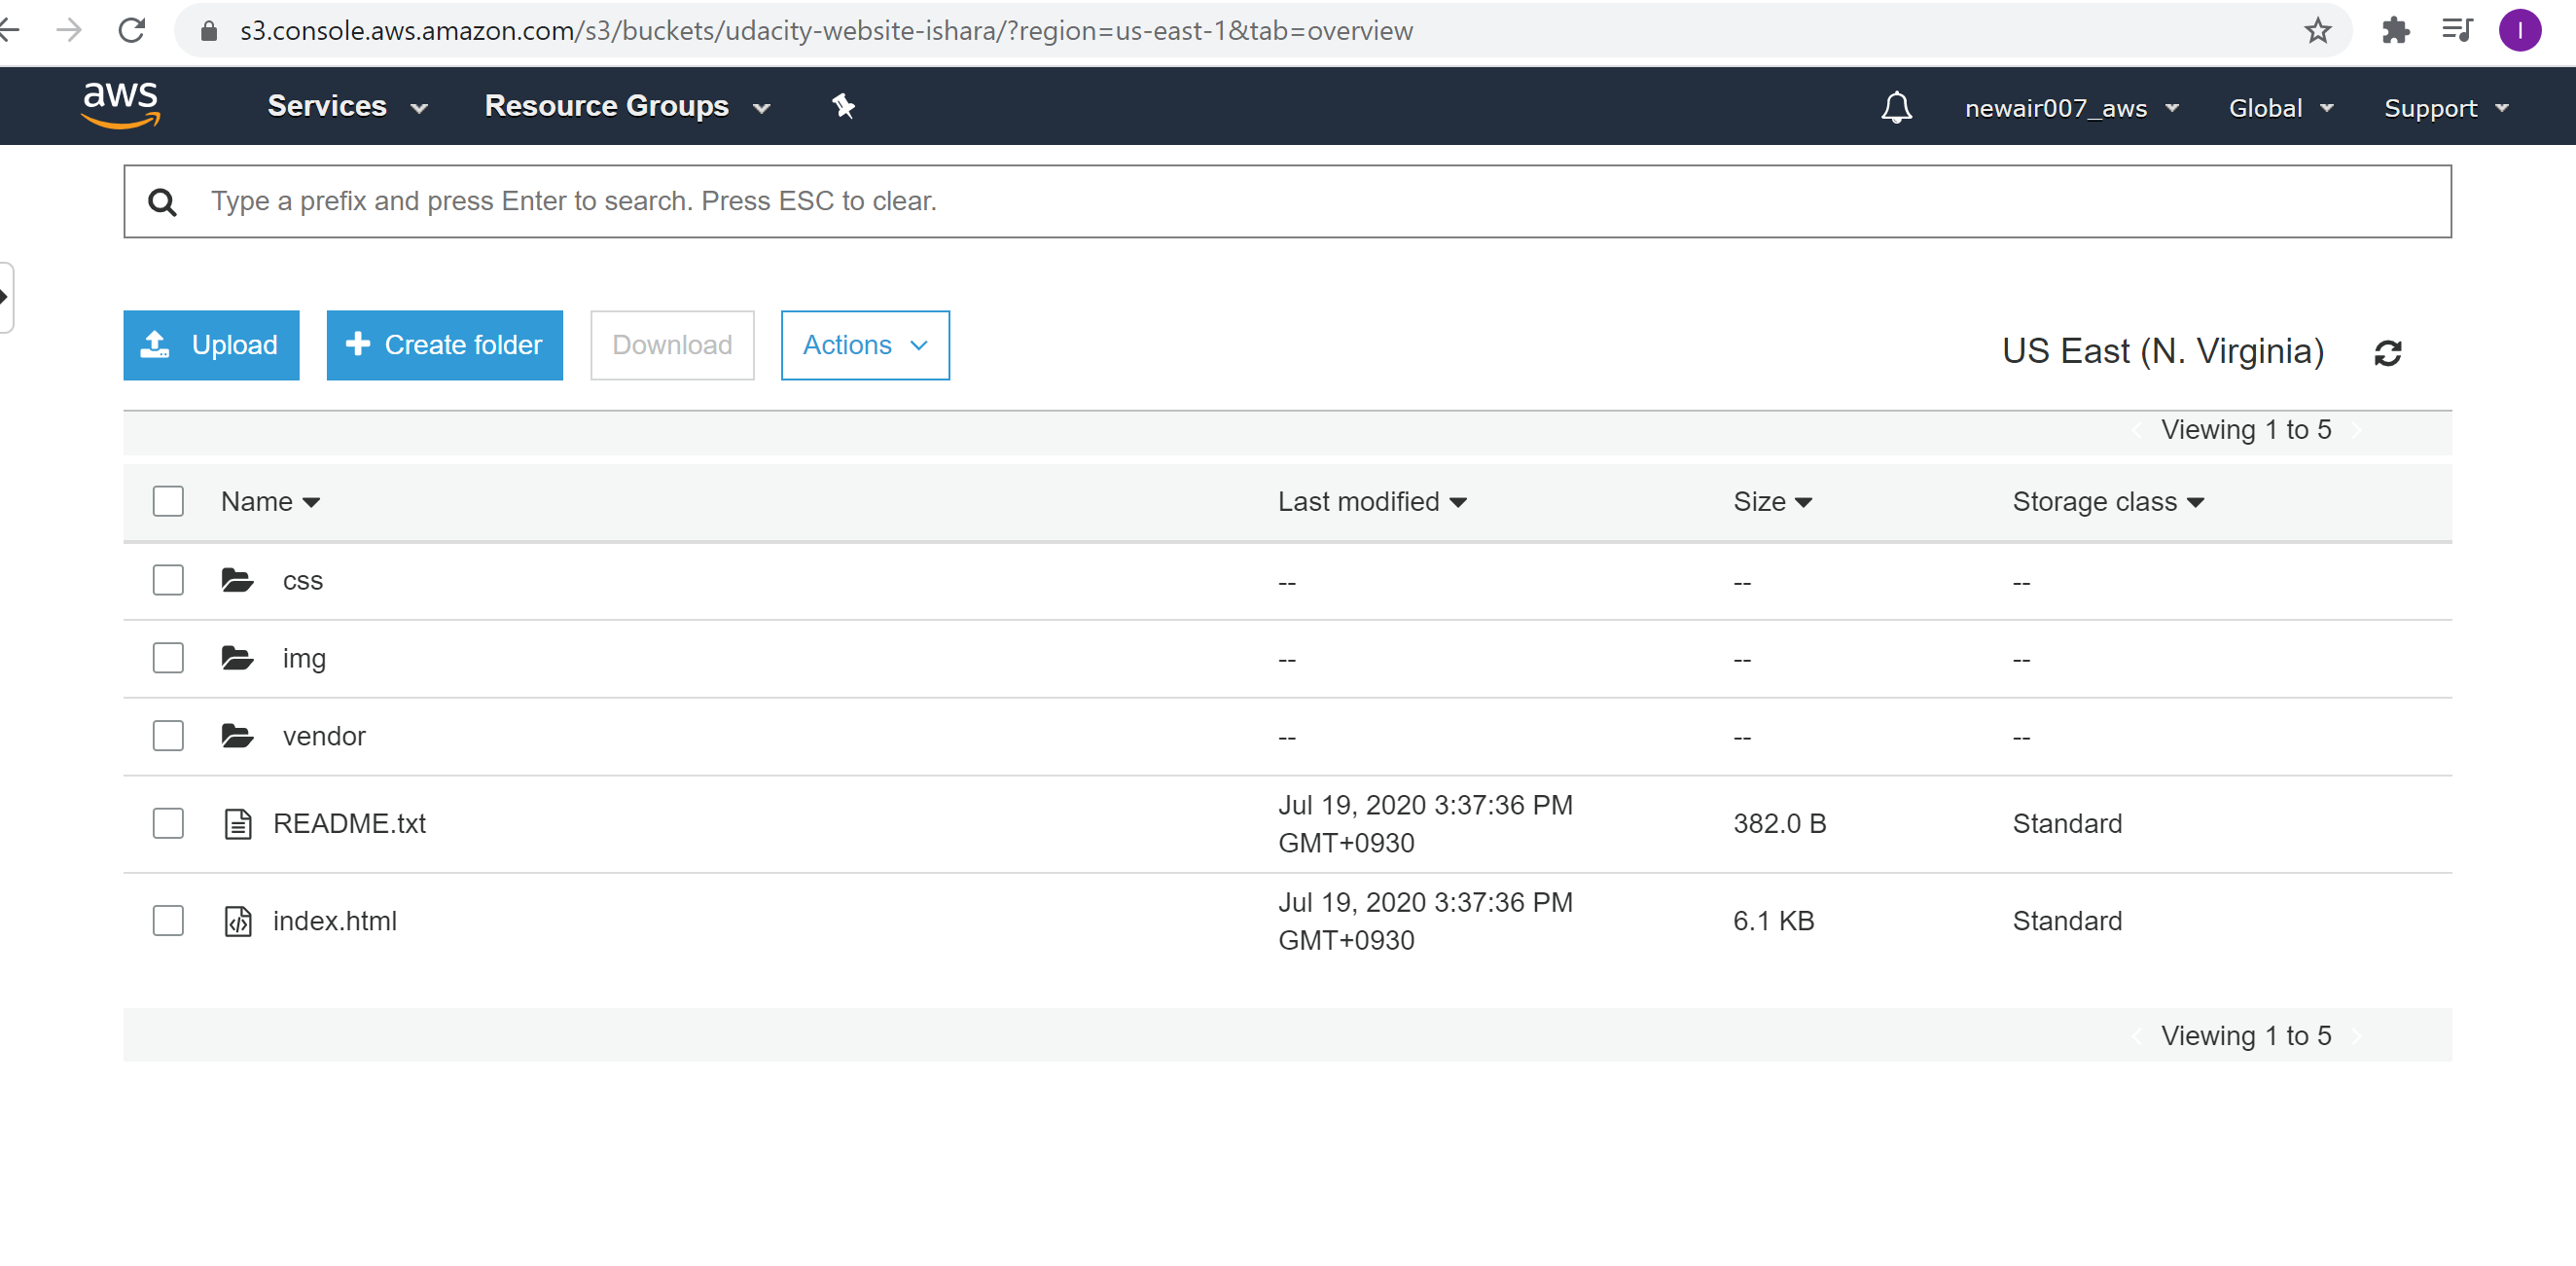 s3.console.aws.amazon.com/s3/buckets/udacity-website-ishara/?region=us-east-1&tab=overview
I
aws Services Resource Groups newair007_aws Global Support
Type a prefix and press Enter to search. Press ESC to clear.
Upload Create folder Download Actions US East (N. Virginia)
Viewing 1 to 5
Name Last modified Size Storage class
css -- -- --
img -- -- --
vendor -- -- --
README.txt Jul 19, 2020 3:37:36 PM GMT+0930 382.0 B Standard
index.html Jul 19, 2020 3:37:36 PM GMT+0930 6.1 KB Standard
Viewing 1 to 5